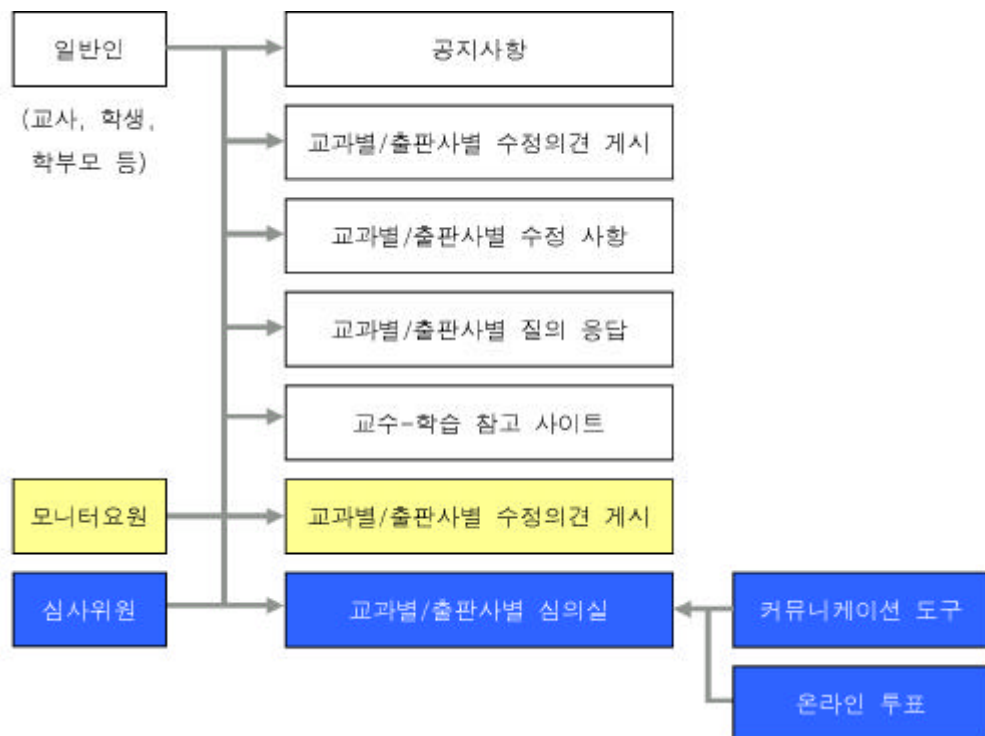 일반인
공지사항
(교사, 학생,
학부모 등)
교과별/출판사별 수정의견 게시
교과별/출판사별 수정 사항
교과별/출판사별 질의 응답
교수-학습 참고 사이트
모니터요원
교과별/출판사별 수정의견 게시
심사위원
교과별/출판사별 심의실
커뮤니케이션 도구
온라인 투표